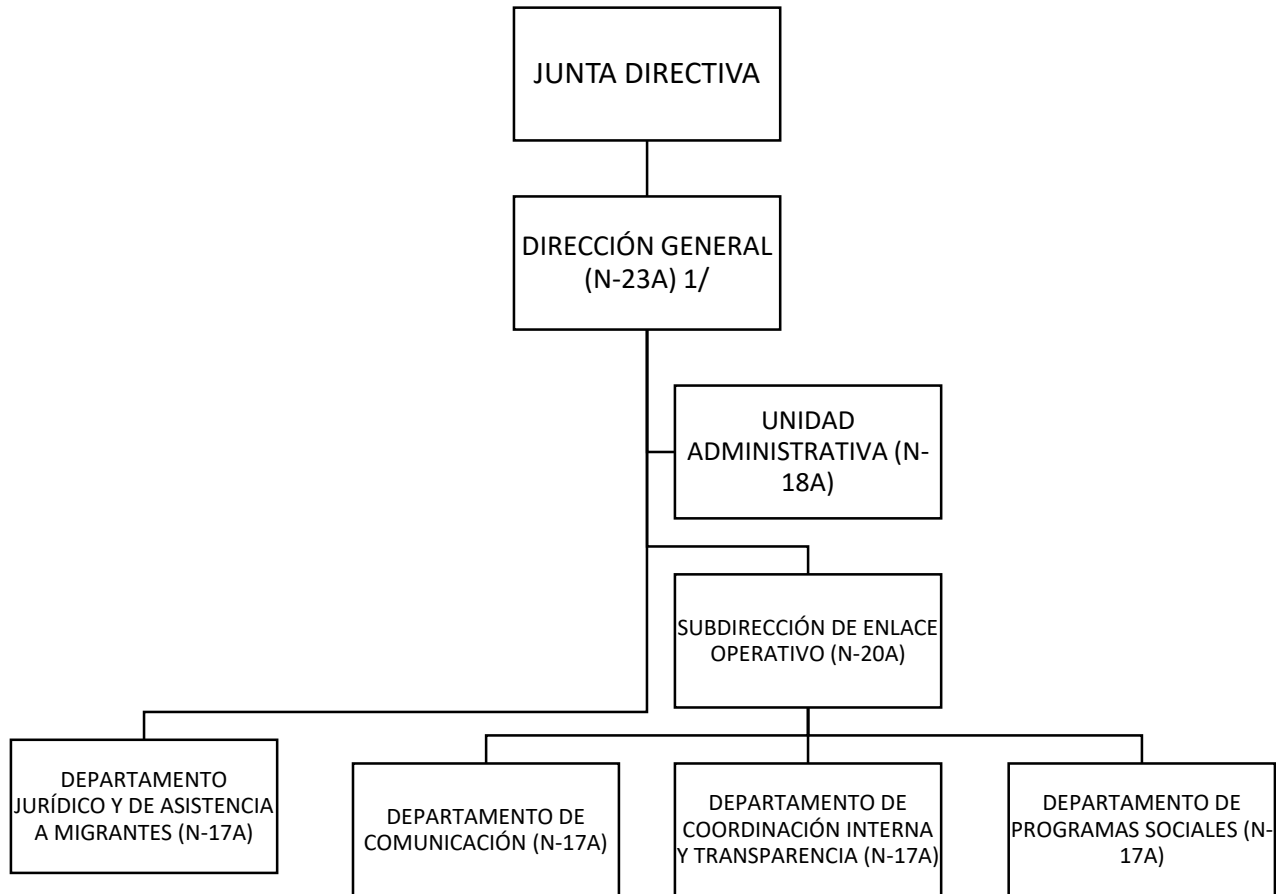 JUNTA DIRECTIVA
DIRECCIÓN GENERAL
(N-23A) 1/
UNIDAD
ADMINISTRATIVA (N-
18A)
SUBDIRECCIÓN DE ENLACE
OPERATIVO (N-20A)
DEPARTAMENTO
JURÍDICO Y DE ASISTENCIA
A MIGRANTES (N-17A)
DEPARTAMENTO DE
COMUNICACIÓN (N-17A)
DEPARTAMENTO DE
COORDINACIÓN INTERNA
Y TRANSPARENCIA (N-17A)
DEPARTAMENTO DE
PROGRAMAS SOCIALES (N-
17A)